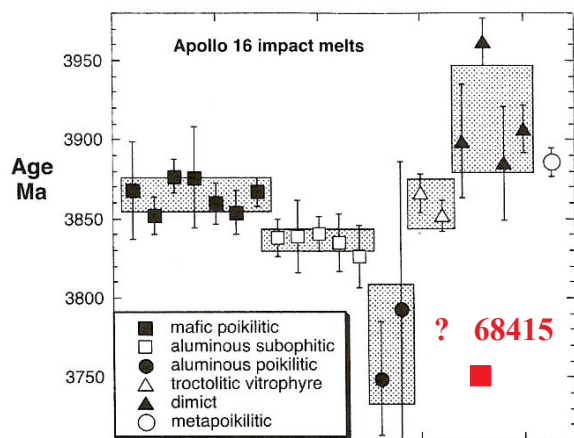 Apollo 16 impact melts
3950
3900
Age
Ma
3850
3800
? 68415
3750
mafic poikilitic
aluminous subophitic
aluminous poikilitic
troctolitic vitrophyre
dimict
metapoikilitic